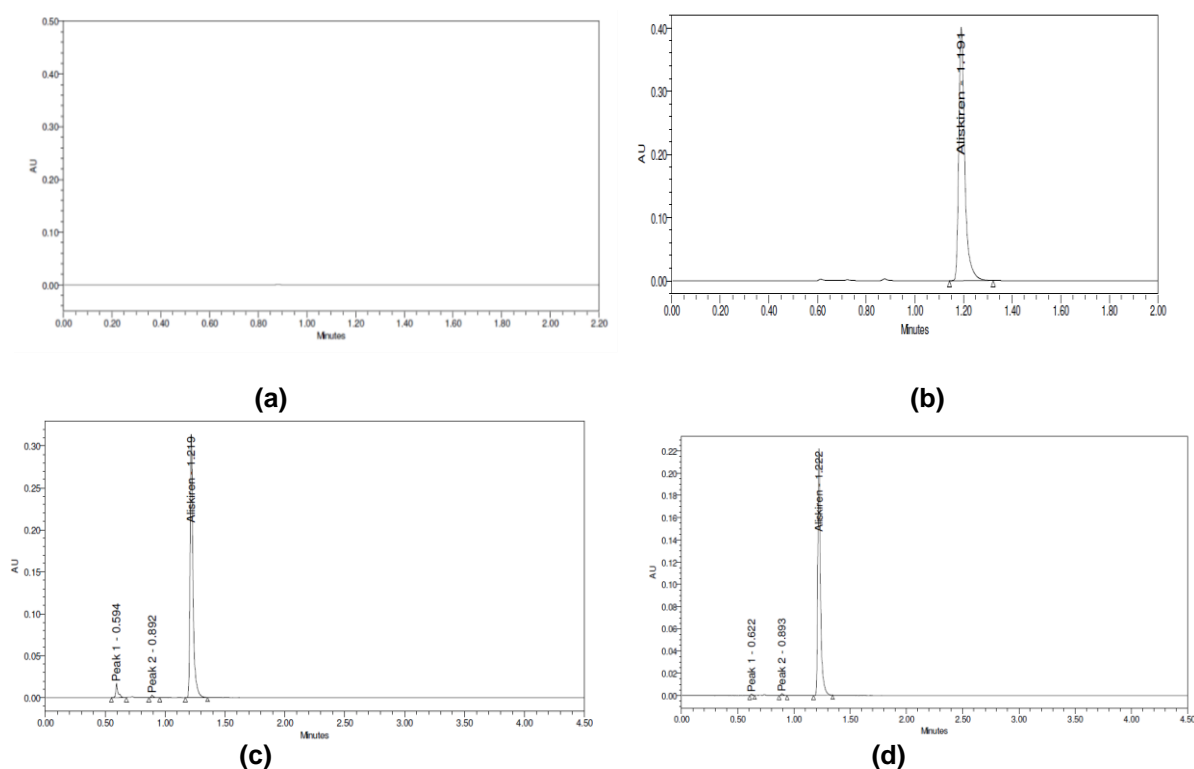 0.50
0.40
0.30
0.20
0.10
0.00
AU
0.00 0.20 0.40 0.60 0.80 1.00 1.20 1.40 1.60 1.80 2.00 2.20
Minutes
(a)
0.40
0.30
0.20
0.10
0.00
AU
Aliskiren - 1.191
0.00 0.20 0.40 0.60 0.80 1.00 1.20 1.40 1.60 1.80 2.00
Minutes
(b)
0.30
0.25
0.20
0.15
0.10
0.05
0.00
AU
Peak 1 - 0.594
Peak 2 - 0.892
Aliskiren - 1.219
0.00 0.50 1.00 1.50 2.00 2.50 3.00 3.50 4.00 4.50
Minutes
(c)
0.22
0.20
0.18
0.16
0.14
0.12
0.10
0.08
0.06
0.04
0.02
0.00
AU
Peak 1 - 0.622
Peak 2 - 0.893
Aliskiren - 1.222
0.00 0.50 1.00 1.50 2.00 2.50 3.00 3.50 4.00 4.50
Minutes
(d)